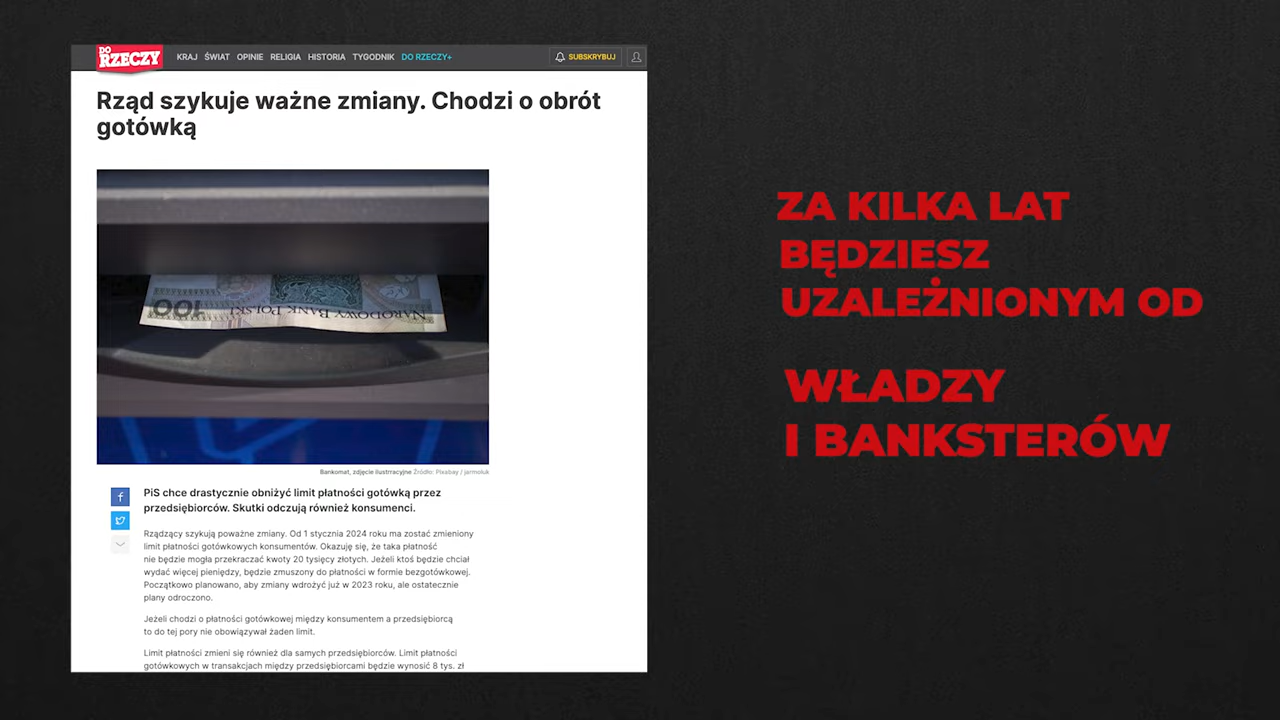 DO RZECZY
KRAJ ŚWIAT OPINIE RELIGIA HISTORIA TYGODNIK DO RZECZY+
SUBSKRYBUJ
Rząd szykuje ważne zmiany. Chodzi o obrót
gotówką
100
NARODOWY BANK POLSKI
Bankomat, zdjęcie ilustracyjne Źródło: Pixabay / jarmoluk
PiS chce drastycznie obniżyć limit płatności gotówką przez
przedsiębiorców. Skutki odczują również konsumenci.
Rządzący szykują poważne zmiany. Od 1 stycznia 2024 roku ma zostać zmieniony
limit płatności gotówkowych konsumentów. Okazuję się, że taka płatność
nie będzie mogła przekraczać kwoty 20 tysięcy złotych. Jeżeli ktoś będzie chciał
wydać więcej pieniędzy, będzie zmuszony do płatności w formie bezgotówkowej.
Początkowo planowano, aby zmiany wdrożyć już w 2023 roku, ale ostatecznie
plany odroczono.
Jeżeli chodzi o płatności gotówkowej między konsumentem a przedsiębiorcą
to do tej pory nie obowiązywał żaden limit.
Limit płatności zmieni się również dla samych przedsiębiorców. Limit płatności
gotówkowych w transakcjach między przedsiębiorcami będzie wynosić 8 tys. zł
ZA KILKA LAT
BĘDZIESZ
UZALEŻNIONYM OD
WŁADZY
I BANKSTERÓW